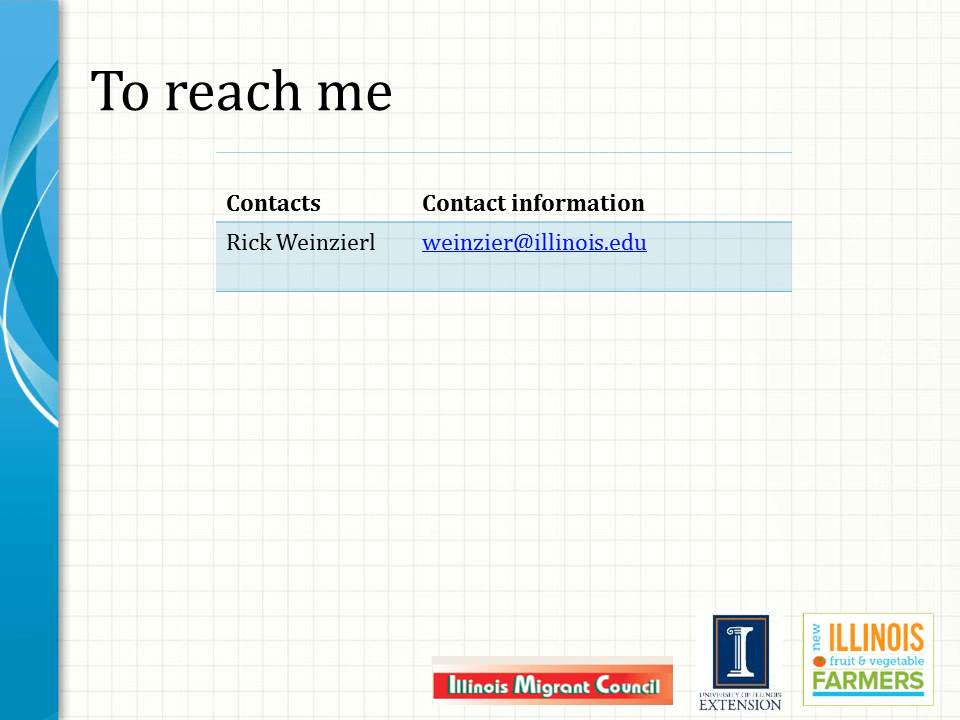 To reach me
Contacts Contact information
Rick Weinzierl weinzier@illinois.edu
Illinois Migrant Council
I
UNIVERSITY OF ILLINOIS
EXTENSION
new
ILLINOIS
fruit & vegetable
FARMERS